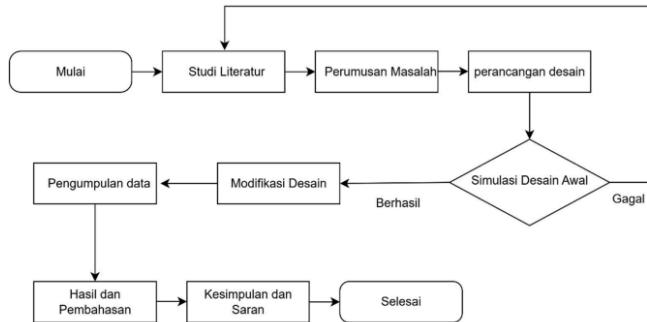 Mulai
Studi Literatur
Perumusan Masalah
perancangan desain
Simulasi Desain Awal
Gagal
Berhasil
Modifikasi Desain
Pengumpulan data
Hasil dan
Pembahasan
Kesimpulan dan
Saran
Selesai